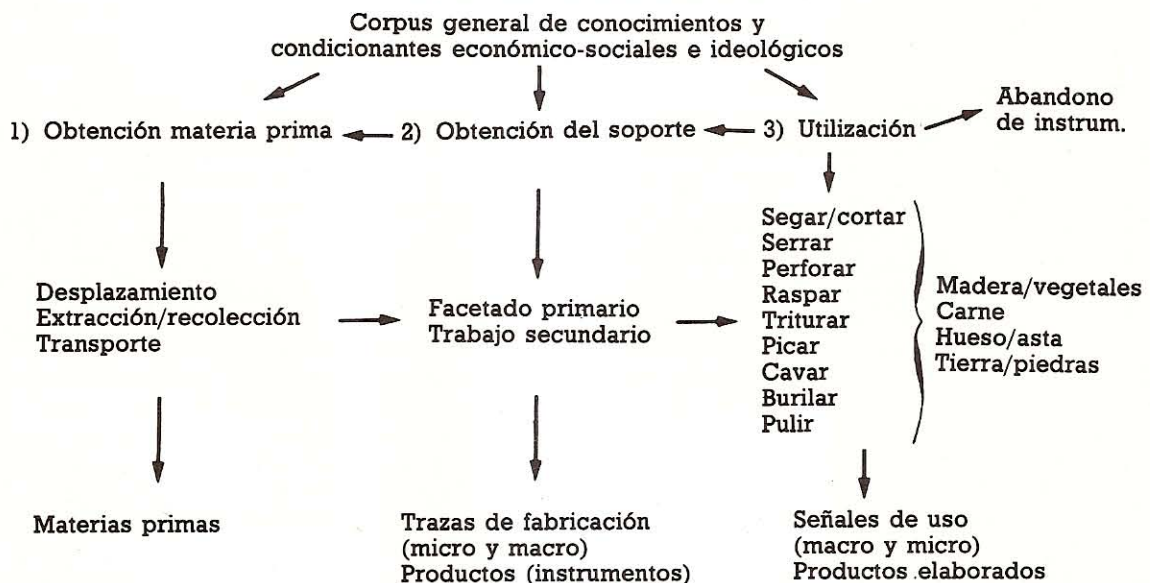 Corpus general de conocimientos y
condicionantes económico-sociales e ideológicos
1) Obtención materia prima
2) Obtención del soporte
3) Utilización
Abandono
de instrum.
Desplazamiento
Extracción/recolección
Transporte
Facetado primario
Trabajo secundario
Segar/cortar
Serrar
Perforar
Raspar
Triturar
Picar
Cavar
Burilar
Pulir
Madera/vegetales
Carne
Hueso/asta
Tierra/piedras
Materias primas
Trazas de fabricación
(micro y macro)
Productos (instrumentos)
Señales de uso
(macro y micro)
Productos elaborados